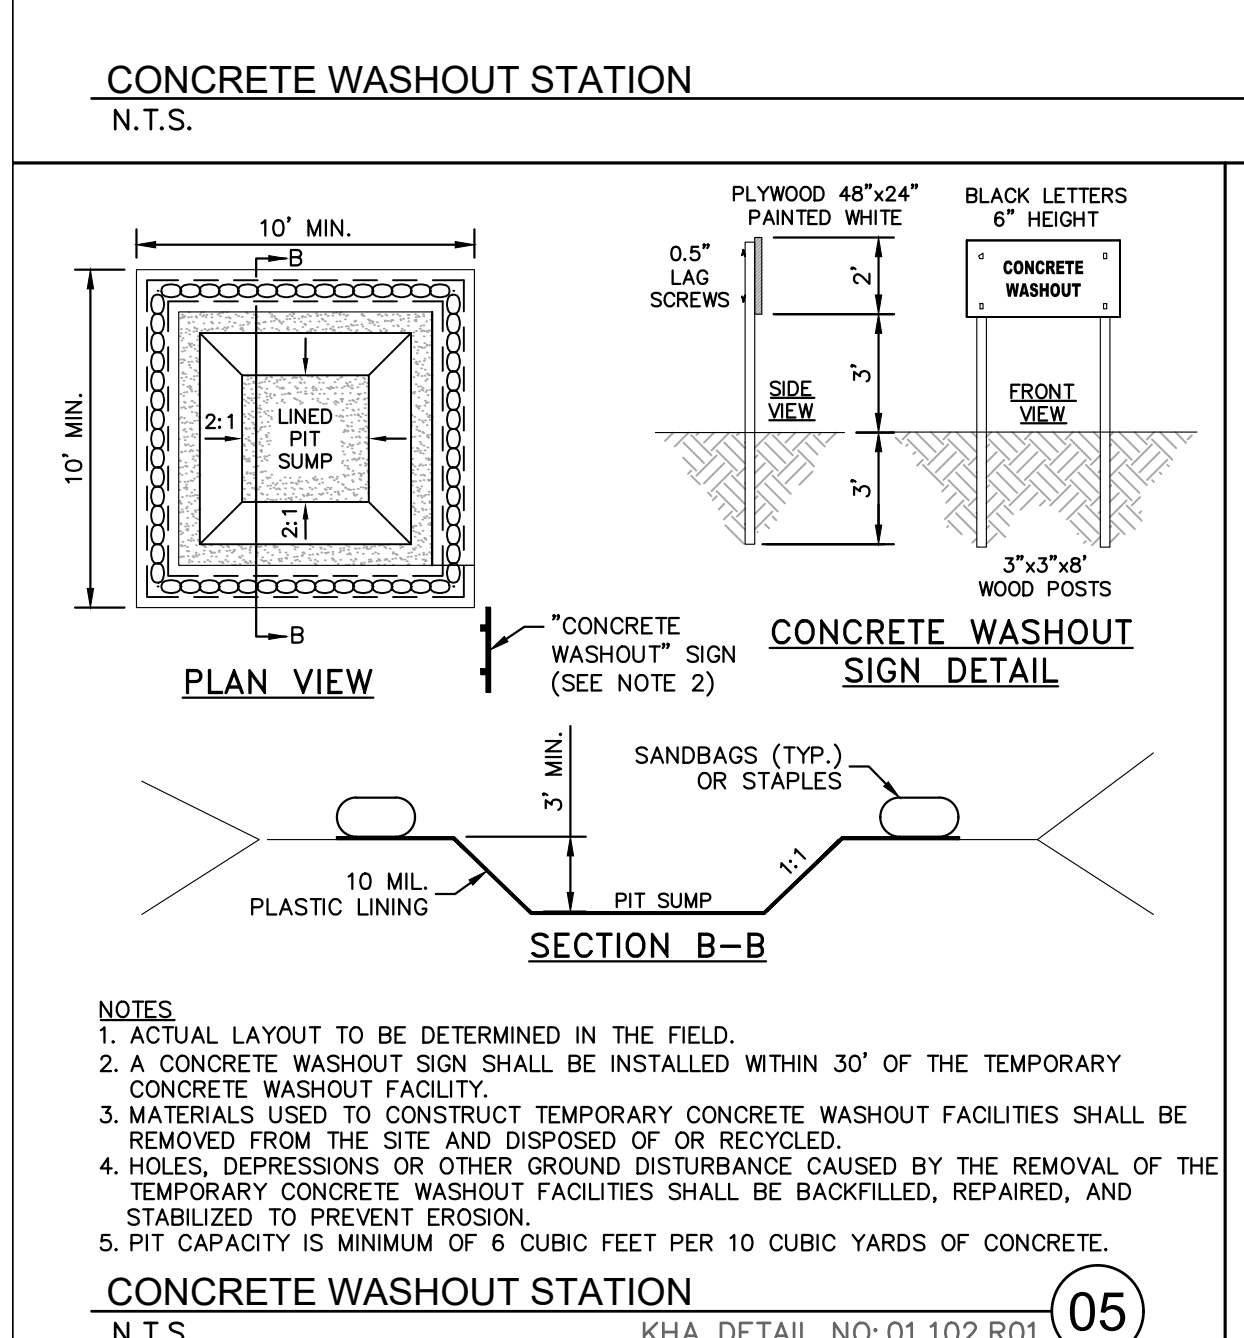 CONCRETE WASHOUT STATION
N.T.S.
10' MIN.
B
10' MIN.
2:1
LINED
PIT
SUMP
2:1
B
PLAN VIEW
"CONCRETE
WASHOUT" SIGN
(SEE NOTE 2)
PLYWOOD 48"x24"
PAINTED WHITE
0.5"
LAG
SCREWS
2'
3'
3'
SIDE
VIEW
BLACK LETTERS
6" HEIGHT
CONCRETE
WASHOUT
FRONT
VIEW
3"x3"x8'
WOOD POSTS
CONCRETE WASHOUT
SIGN DETAIL
3' MIN.
SANDBAGS (TYP.)
OR STAPLES
10 MIL.
PLASTIC LINING
PIT SUMP
1:1
SECTION B-B
NOTES
1. ACTUAL LAYOUT TO BE DETERMINED IN THE FIELD.
2. A CONCRETE WASHOUT SIGN SHALL BE INSTALLED WITHIN 30' OF THE TEMPORARY
CONCRETE WASHOUT FACILITY.
3. MATERIALS USED TO CONSTRUCT TEMPORARY CONCRETE WASHOUT FACILITIES SHALL BE
REMOVED FROM THE SITE AND DISPOSED OF OR RECYCLED.
4. HOLES, DEPRESSIONS OR OTHER GROUND DISTURBANCE CAUSED BY THE REMOVAL OF THE
TEMPORARY CONCRETE WASHOUT FACILITIES SHALL BE BACKFILLED, REPAIRED, AND
STABILIZED TO PREVENT EROSION.
5. PIT CAPACITY IS MINIMUM OF 6 CUBIC FEET PER 10 CUBIC YARDS OF CONCRETE.
CONCRETE WASHOUT STATION
05
N.T.S.
KHA DETAIL NO: 01.102.R01